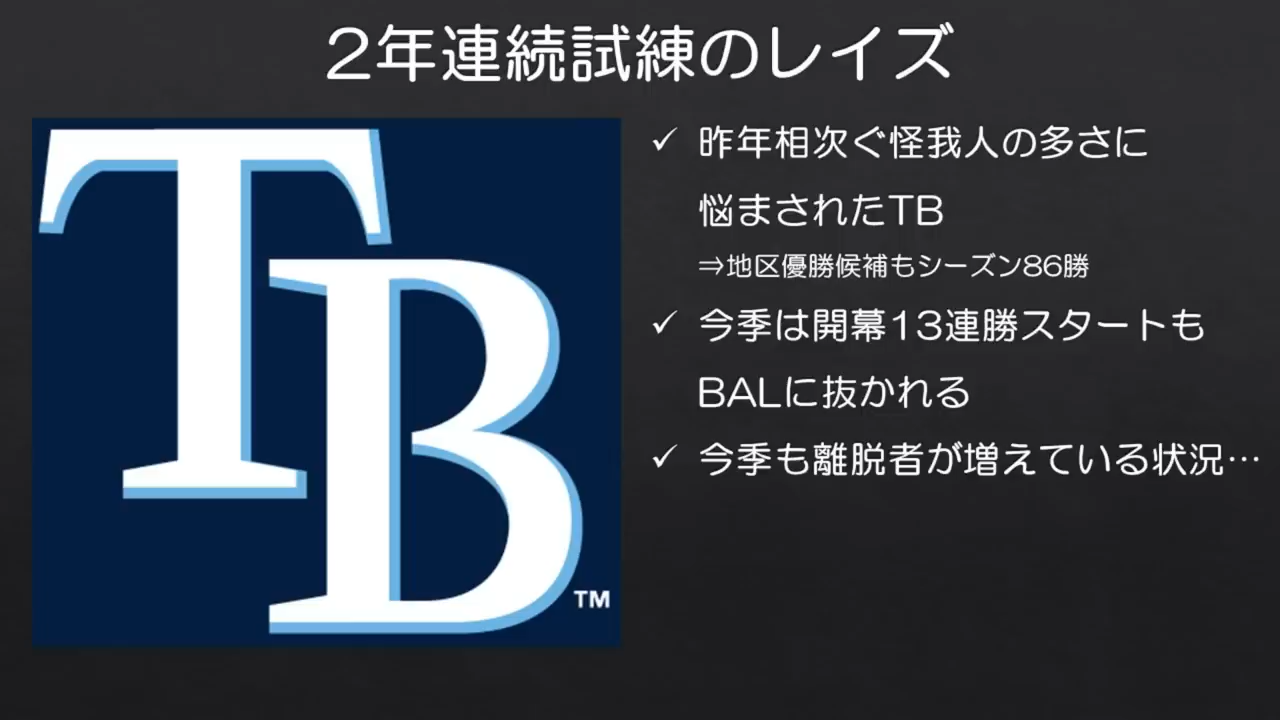 2年連続試練のレイズ
TB
TM
✓ 昨年相次ぐ怪我人の多さに
悩まされたTB
⇒地区優勝候補もシーズン86勝
✓ 今季は開幕13連勝スタートも
BALに抜かれる
✓ 今季も離脱者が増えている状況…